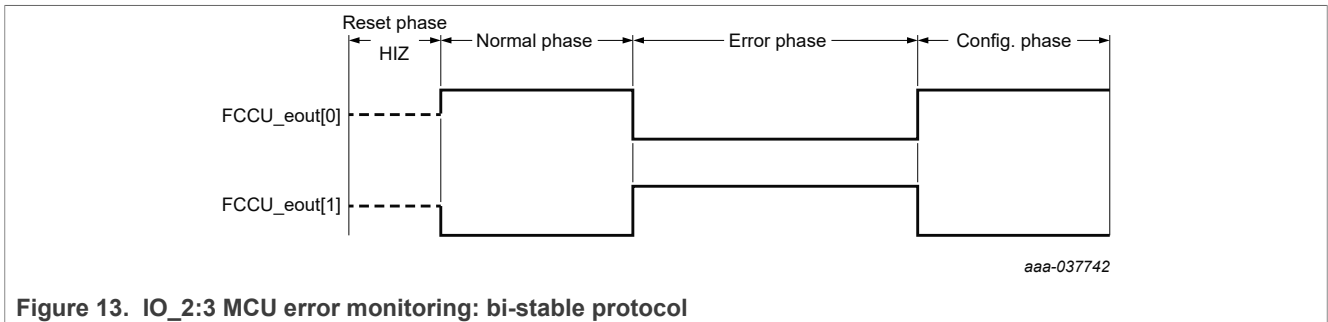 Reset phase
HIZ
Normal phase
Error phase
Config. phase
FCCU_eout[0]
FCCU_eout[1]
aaa-037742
Figure 13. IO_2:3 MCU error monitoring: bi-stable protocol